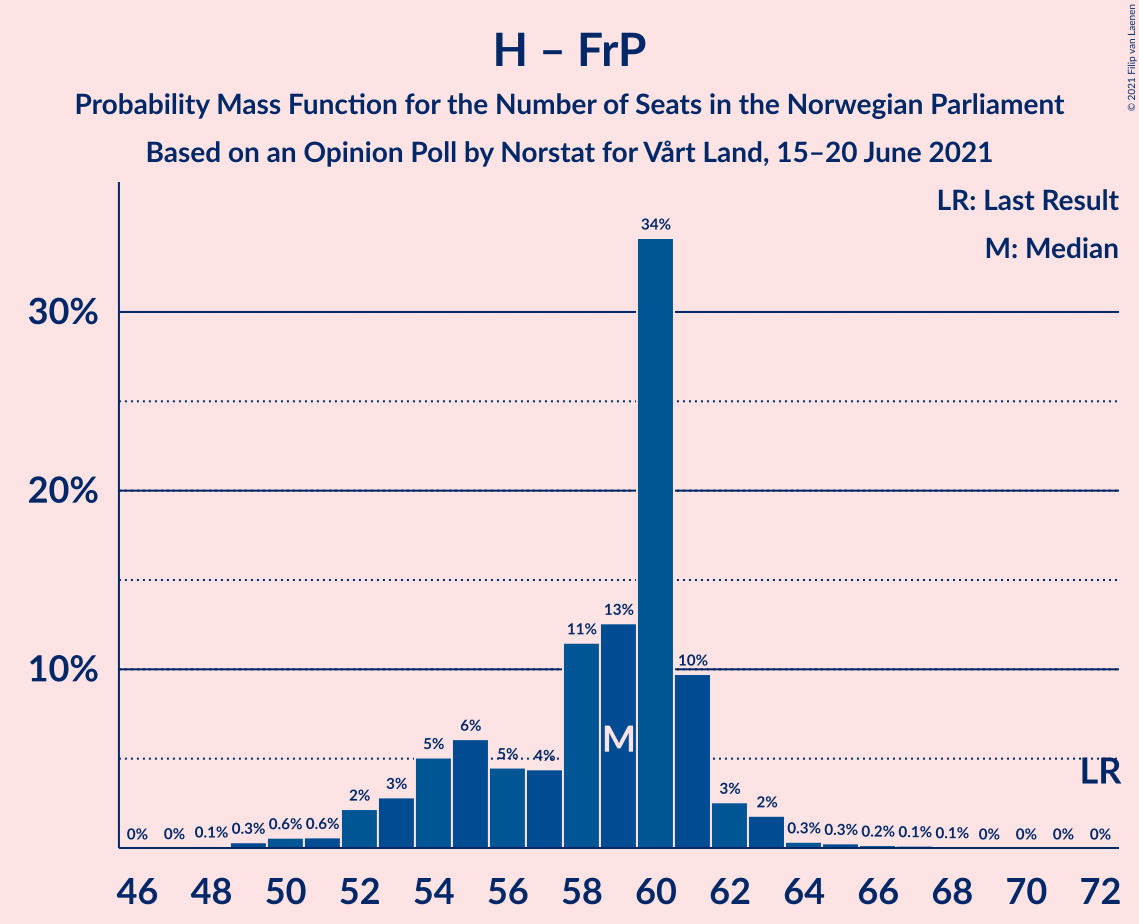 H – FrP
Probability Mass Function for the Number of Seats in the Norwegian Parliament
Based on an Opinion Poll by Norstat for Vårt Land, 15–20 June 2021
© 2021 Filip van Laenen
LR: Last Result
M: Median
34%
30%
20%
13%
11%
10%
10%
6%
5%
5%
4%
M
LR
3%
2%
3%
2%
0% 0% 0.1% 0.3% 0.6% 0.6% 0.3% 0.3% 0.2% 0.1% 0.1% 0% 0% 0% 0%
46 48 50 52 54 56 58 60 62 64 66 68 70 72